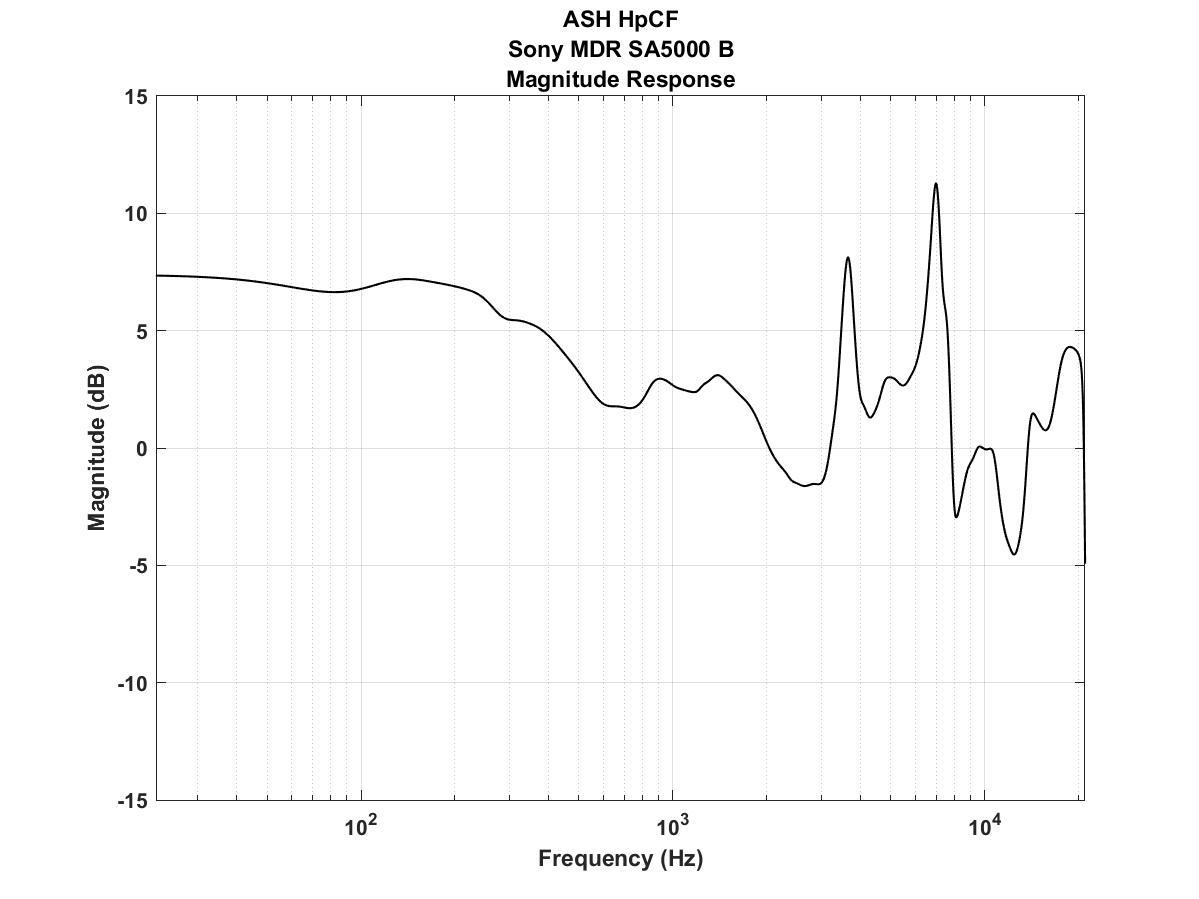 ASH HpCF
Sony MDR SA5000 B
Magnitude Response
15
10
5
0
-5
-10
-15
Magnitude (dB)
10²
10³
10⁴
Frequency (Hz)